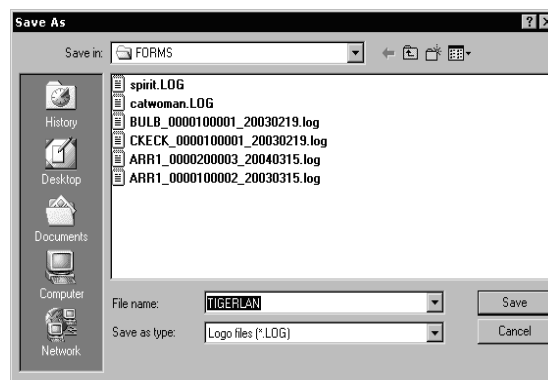 Save As
Save in: FORMS
spirit.LOG
catwoman.LOG
BULB_0000100001_20030219.log
CKECK_0000100001_20030219.log
ARR1_0000200003_20040315.log
ARR1_0000100002_20030315.log
History
Desktop
Documents
Computer
Network
File name: TIGERLAN Save
Save as type: Logo files (*.LOG) Cancel